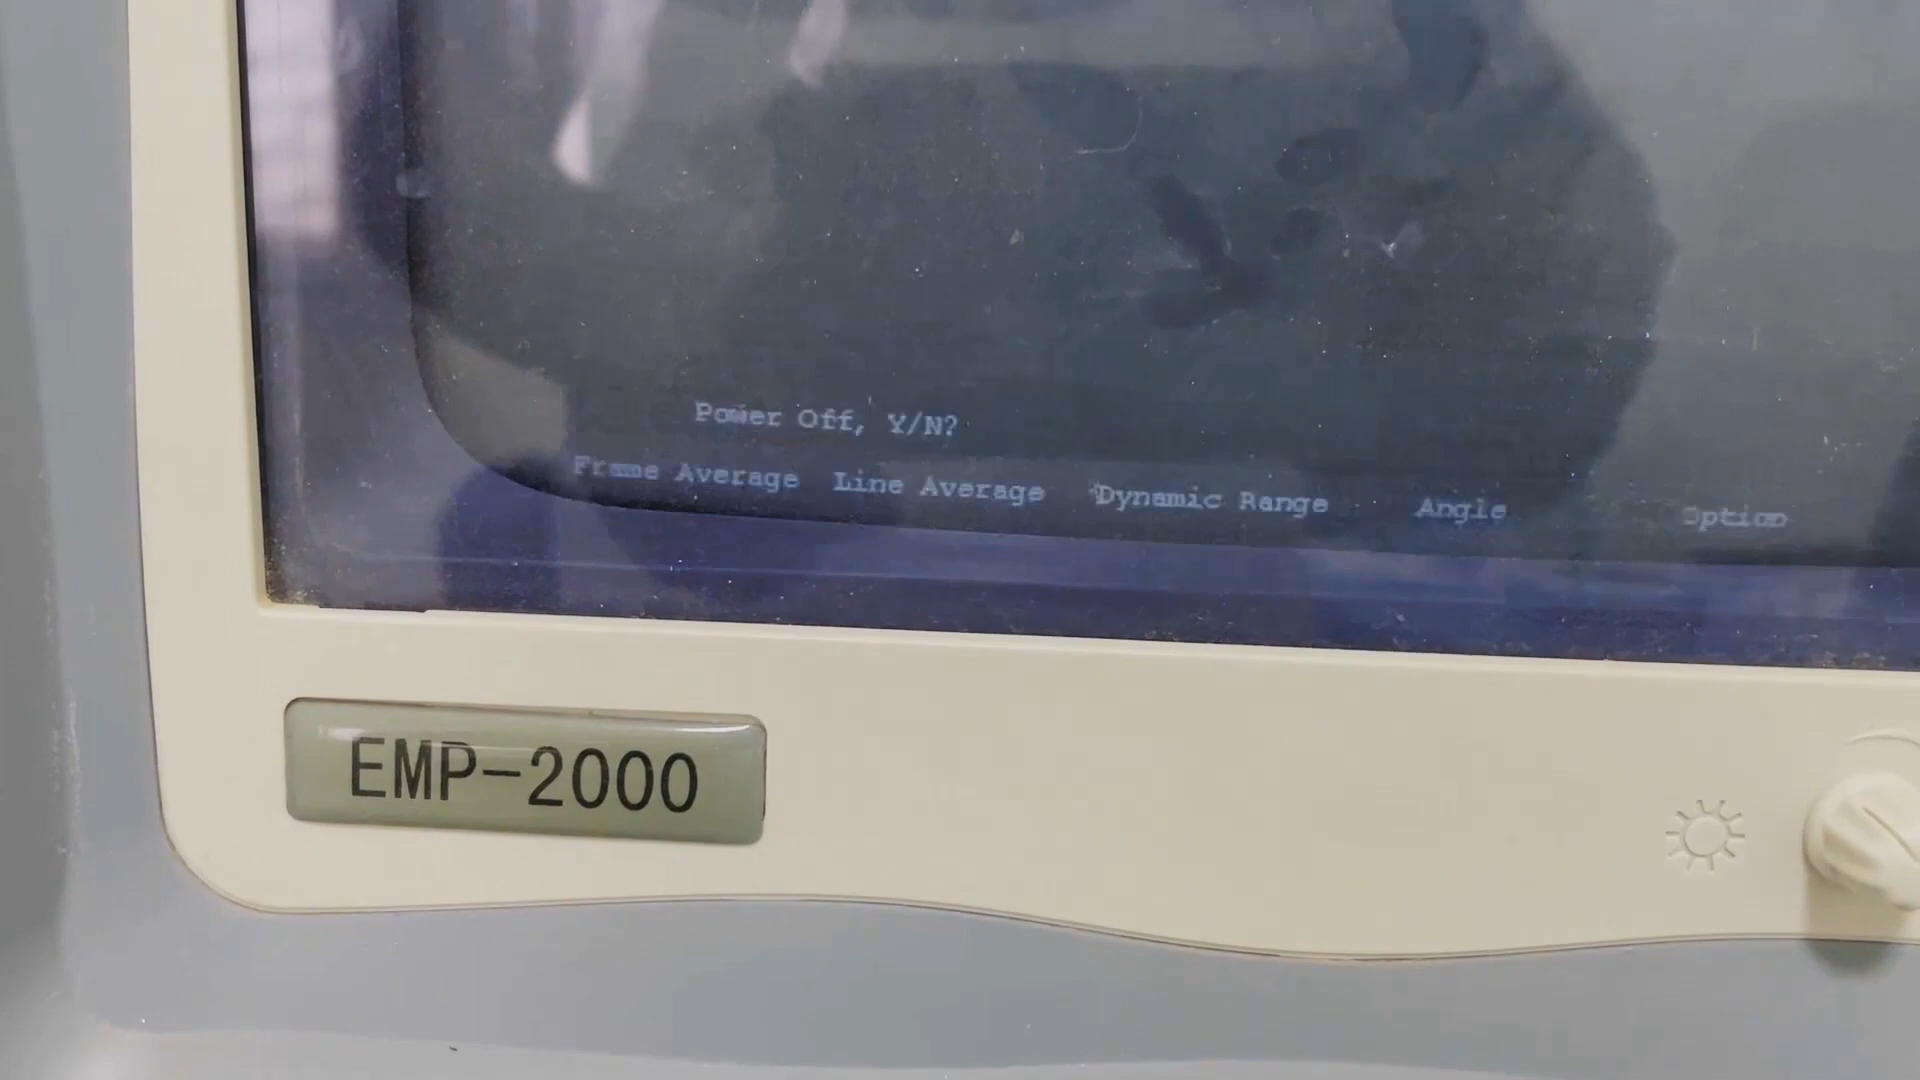 Power Off, Y/N?
Frame Average Line Average Dynamic Range Angle Option
EMP-2000